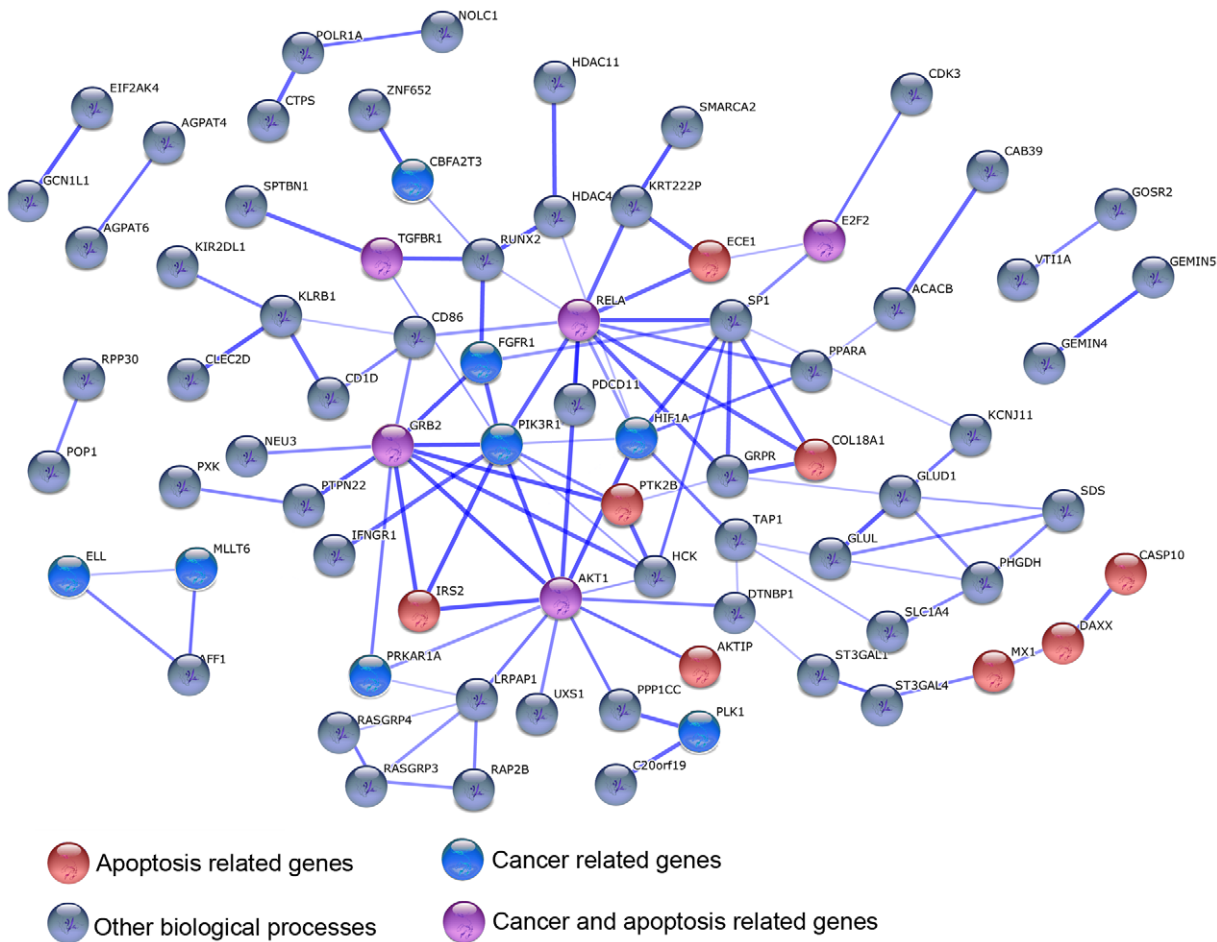 NOLC1
POLR1A
HDAC11
CDK3
EIF2AK4
ZNF652
CTPS
SMARCA2
AGPAT4
CBFA2T3
CAB39
GCN1L1
SPTBN1
KRT222P
HDAC4
GOSR2
AGPAT6
TGFBR1
RUNX2
ECE1
E2F2
KIR2DL1
VTI1A
GEMIN5
KLRB1
RELA
SP1
ACACB
CD86
FGFR1
PPARA
GEMIN4
RPP30
CLEC2D
CD1D
PDCD11
KCNJ11
GRB2
PIK3R1
HIF1A
NEU3
COL18A1
POP1
PXK
PTPN22
PTK2B
GRPR
GLUD1
SDS
IFNGR1
TAP1
GLUL
ELL
MLLT6
HCK
PHGDH
CASP10
IRS2
AKT1
DTNBP1
SLC1A4
DAXX
AFF1
PRKAR1A
AKTIP
ST3GAL1
MX1
LRPAP1
UXS1
PPP1CC
ST3GAL4
RASGRP4
PLK1
RASGRP3
RAP2B
C20orf19
Apoptosis related genes
Cancer related genes
Other biological processes
Cancer and apoptosis related genes